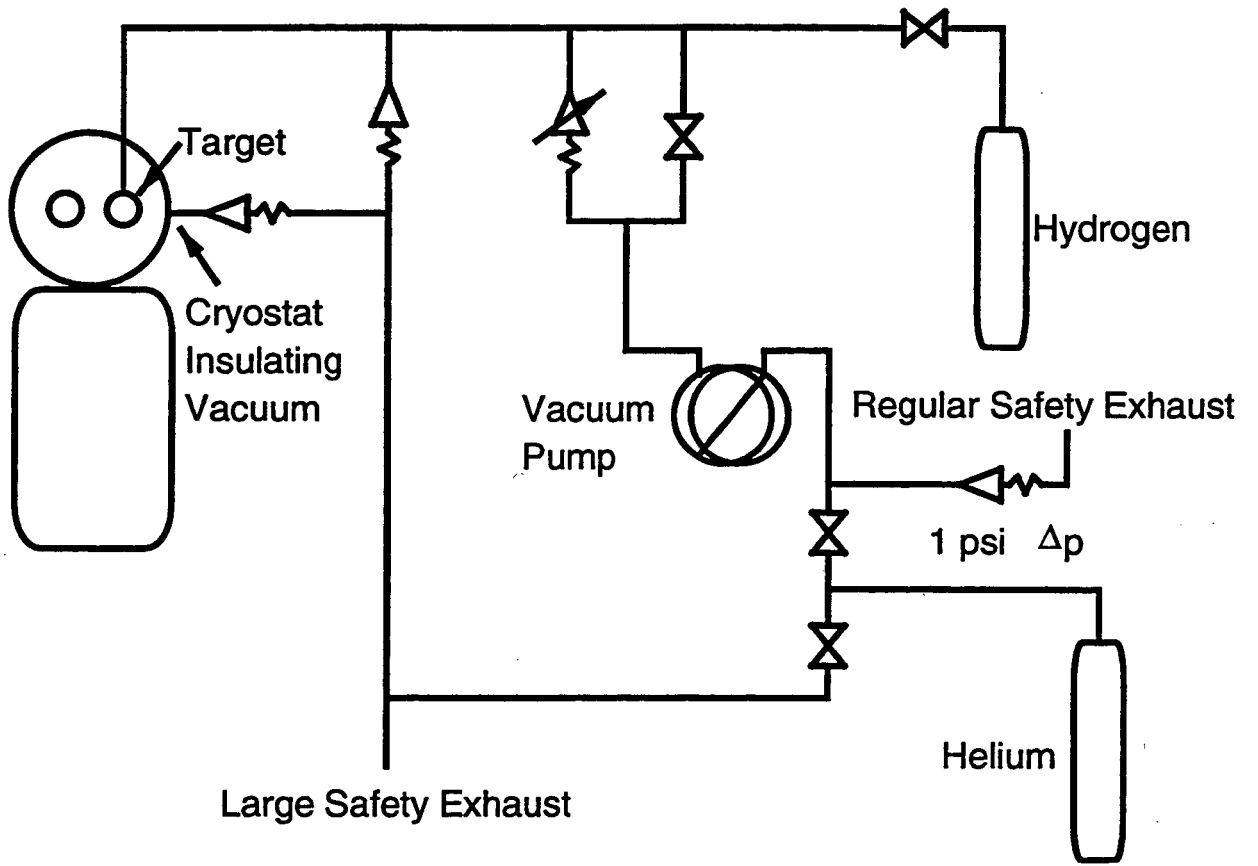 Target
Hydrogen
Cryostat
Insulating
Vacuum
Vacuum
Pump
Regular Safety Exhaust
1 psi Δp
Helium
Large Safety Exhaust